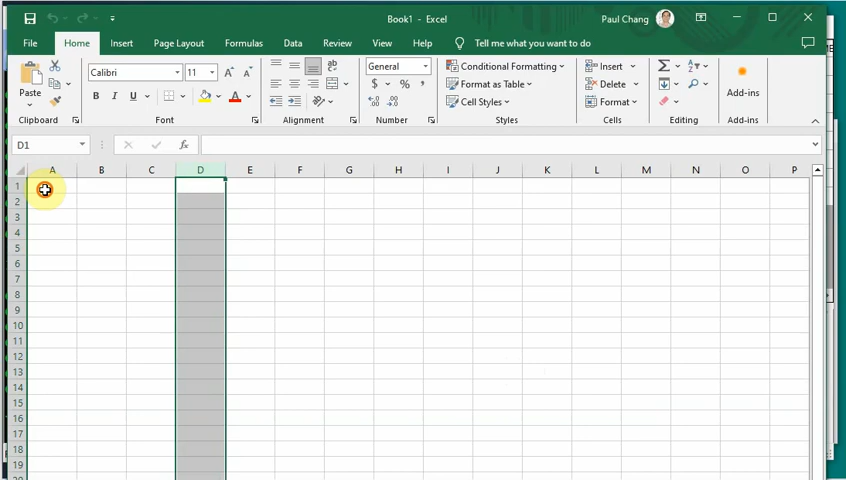 Book1 - Excel
Paul Chang
File Home Insert Page Layout Formulas Data Review View Help Tell me what you want to do
Calibri 11 General Conditional Formatting Insert
Paste B I U A $ % , Format as Table Delete Add-ins
Cell Styles Format
Clipboard Font Alignment Number Styles Cells Editing Add-ins
D1 fx
A B C D E F G H I J K L M N O P
1
2
3
4
5
6
7
8
9
10
11
12
13
14
15
16
17
18
19